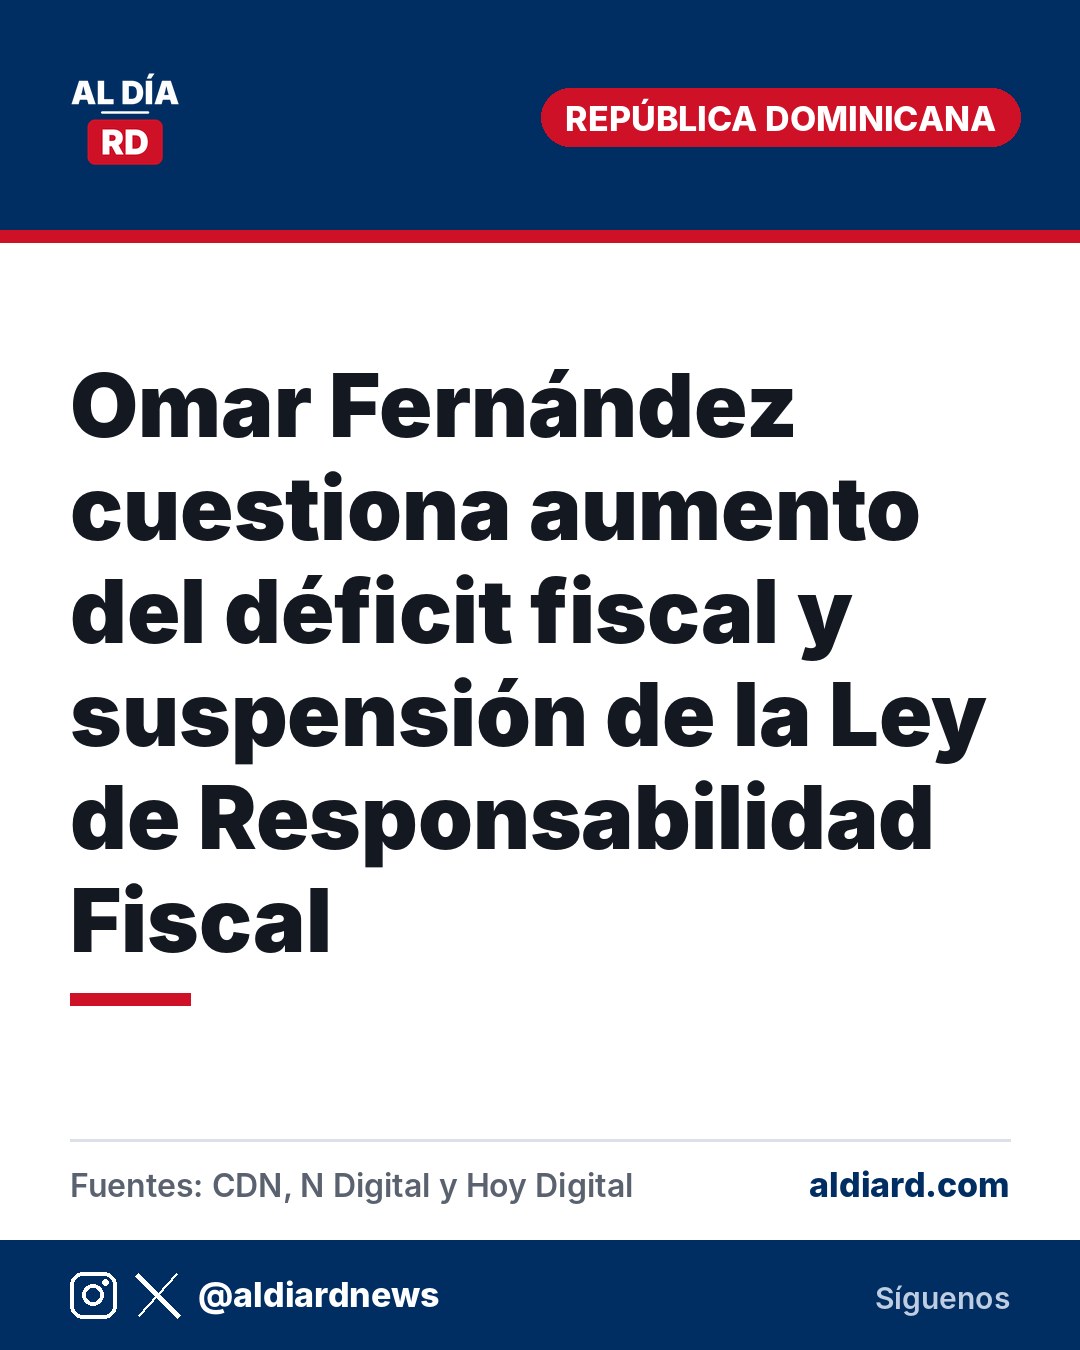 AL DÍA
RD
REPÚBLICA DOMINICANA
Omar Fernández
cuestiona aumento
del déficit fiscal y
suspensión de la Ley
de Responsabilidad
Fiscal
Fuentes: CDN, N Digital y Hoy Digital
aldiard.com
@aldiardnews
Síguenos